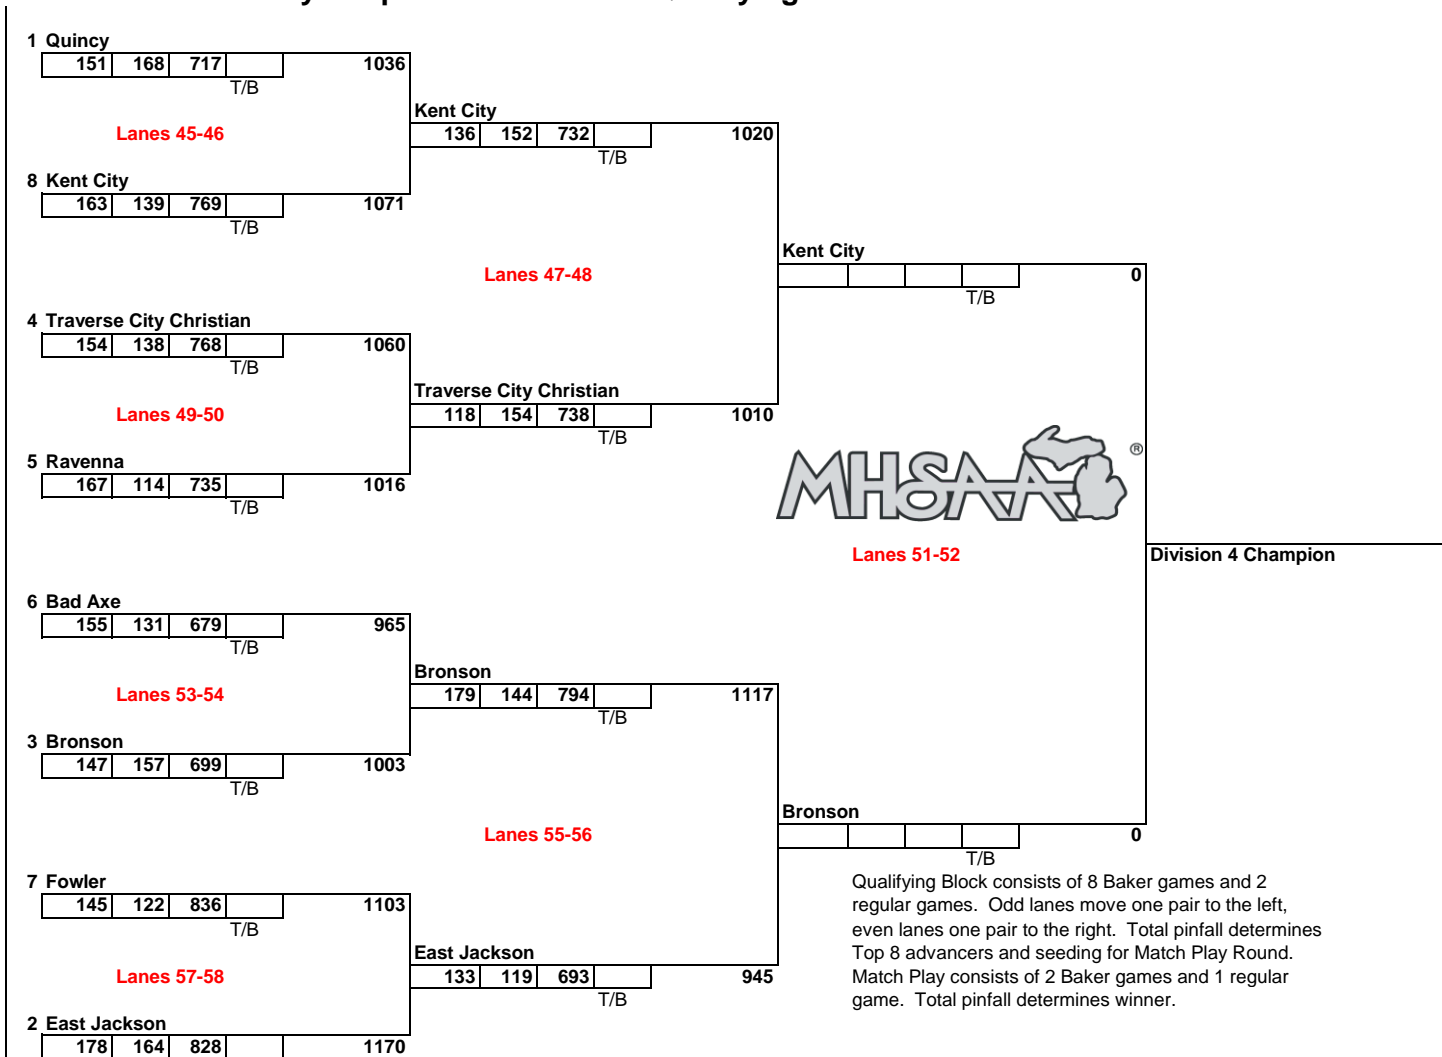 1 Quincy
151 168 717 1036
T/B
Kent City
Lanes 45-46
136 152 732 1020
T/B
8 Kent City
163 139 769 1071
T/B
Kent City
Lanes 47-48
0
T/B
4 Traverse City Christian
154 138 768 1060
T/B
Traverse City Christian
Lanes 49-50
118 154 738 1010
T/B
5 Ravenna
167 114 735 1016
T/B
MHSAA®
Lanes 51-52
Division 4 Champion
6 Bad Axe
155 131 679 965
T/B
Bronson
Lanes 53-54
179 144 794 1117
T/B
3 Bronson
147 157 699 1003
T/B
Bronson
Lanes 55-56
0
T/B
7 Fowler
145 122 836 1103
T/B
East Jackson
Lanes 57-58
133 119 693 945
T/B
2 East Jackson
178 164 828 1170
Qualifying Block consists of 8 Baker games and 2
regular games. Odd lanes move one pair to the left,
even lanes one pair to the right. Total pinfall determines
Top 8 advancers and seeding for Match Play Round.
Match Play consists of 2 Baker games and 1 regular
game. Total pinfall determines winner.